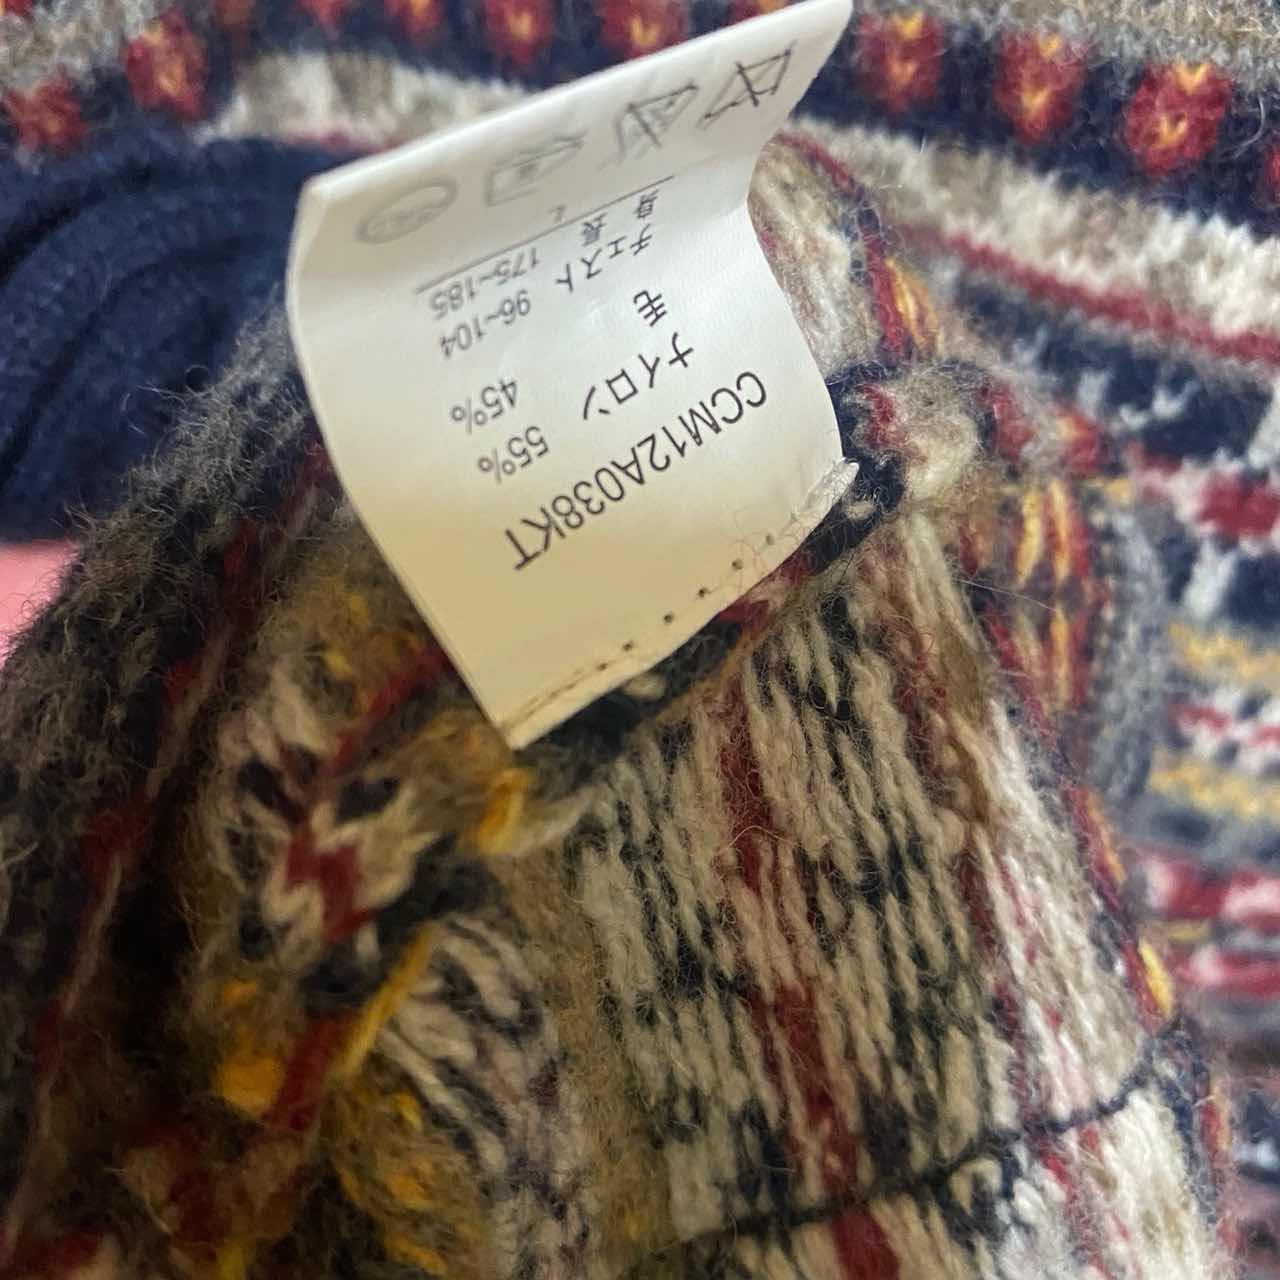 CCM12A038KT
ナイロン 55%
毛 45%
チェスト 96~104
身長 175~185
L